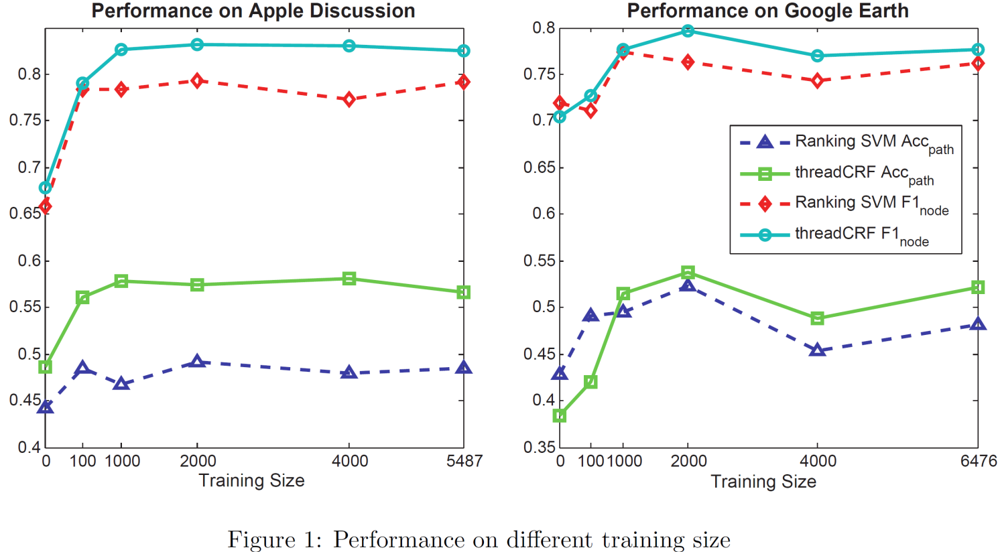 Performance on Apple Discussion
0.8
0.75
0.7
0.65
0.6
0.55
0.5
0.45
0.4
0 100 1000 2000 4000 5487
Training Size
Performance on Google Earth
0.8
0.75
0.7
0.65
0.6
0.55
0.5
0.45
0.4
0.35
0 100 1000 2000 4000 6476
Training Size
Ranking SVM Accpath
threadCRF Accpath
Ranking SVM F1node
threadCRF F1node
Figure 1: Performance on different training size